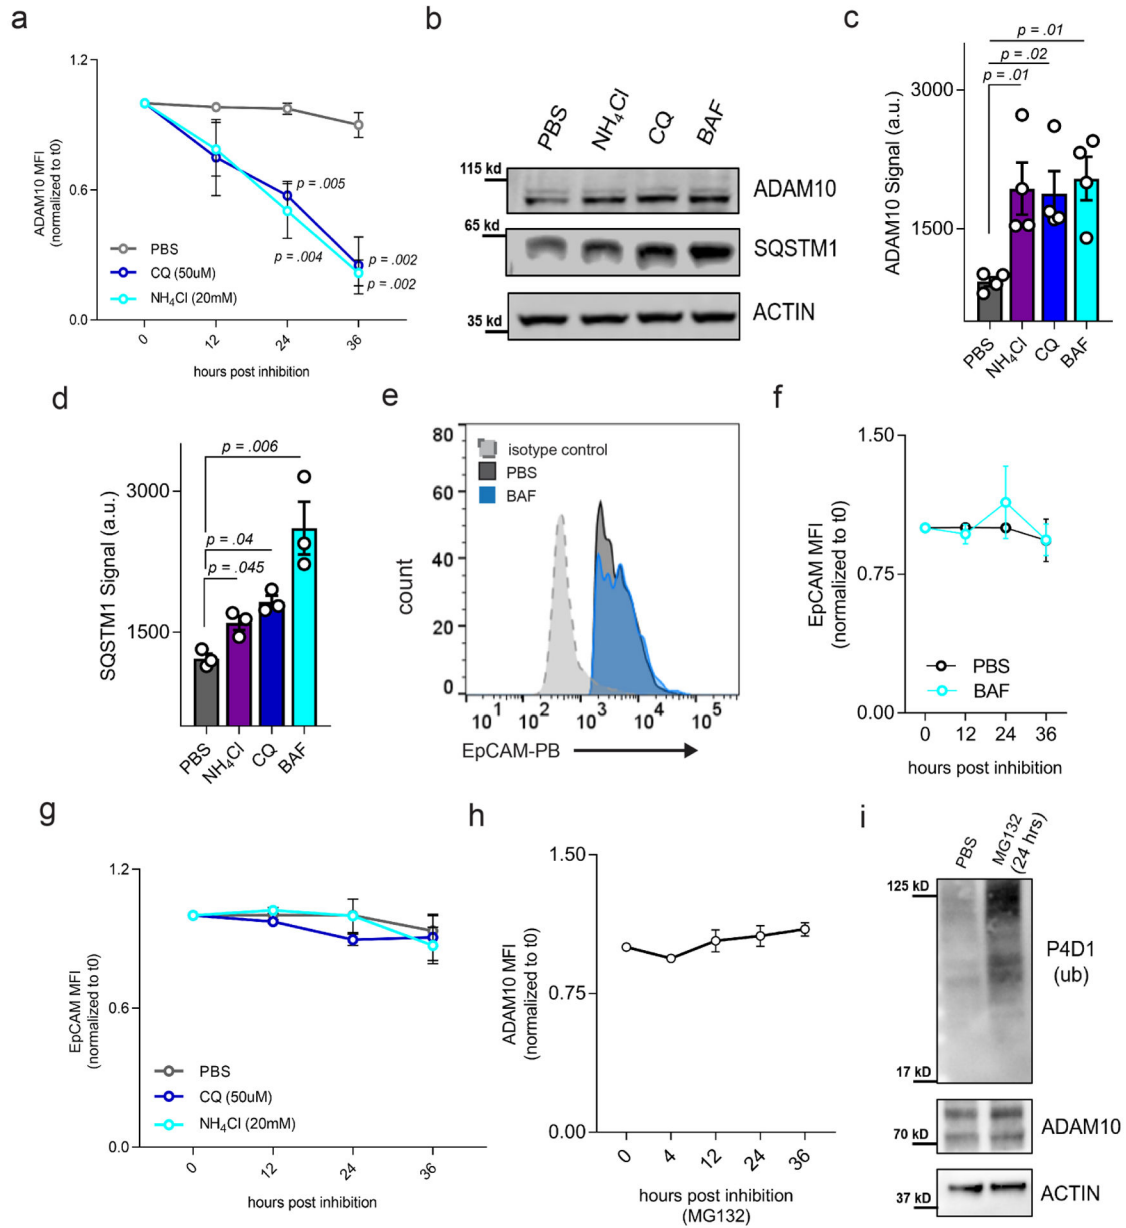 a
1.2
0.6
0.0
ADAM10 MFI
(normalized to t0)
p = .005
p = .004
p = .002
p = .002
PBS
CQ (50uM)
NH4Cl (20mM)
0
12
24
36
hours post inhibition
b
PBS
NH4Cl
CQ
BAF
115 kd
ADAM10
65 kd
SQSTM1
ACTIN
35 kd
c
p = .01
p = .02
p = .01
3000
1500
ADAM10 Signal (a.u.)
PBS
NH4Cl
CQ
BAF
d
p = .006
p = .04
p = .045
3000
1500
SQSTM1 Signal (a.u.)
PBS
NH4Cl
CQ
BAF
e
80
60
40
20
0
count
isotype control
PBS
BAF
10 1
10 2
10 3
10 4
10 5
EpCAM-PB
f
1.50
0.75
0.00
EpCAM MFI
(normalized to t0)
PBS
BAF
0
12
24
36
hours post inhibition
g
1.2
0.6
0.0
EpCAM MFI
(normalized to t0)
PBS
CQ (50uM)
NH4Cl (20mM)
0
12
24
36
hours post inhibition
h
1.50
0.75
0.00
ADAM10 MFI
(normalized to t0)
0
4
12
24
36
hours post inhibition
(MG132)
i
PBS
MG132
(24 hrs)
125 kD
P4D1
(ub)
17 kD
ADAM10
70 kD
ACTIN
37 kD